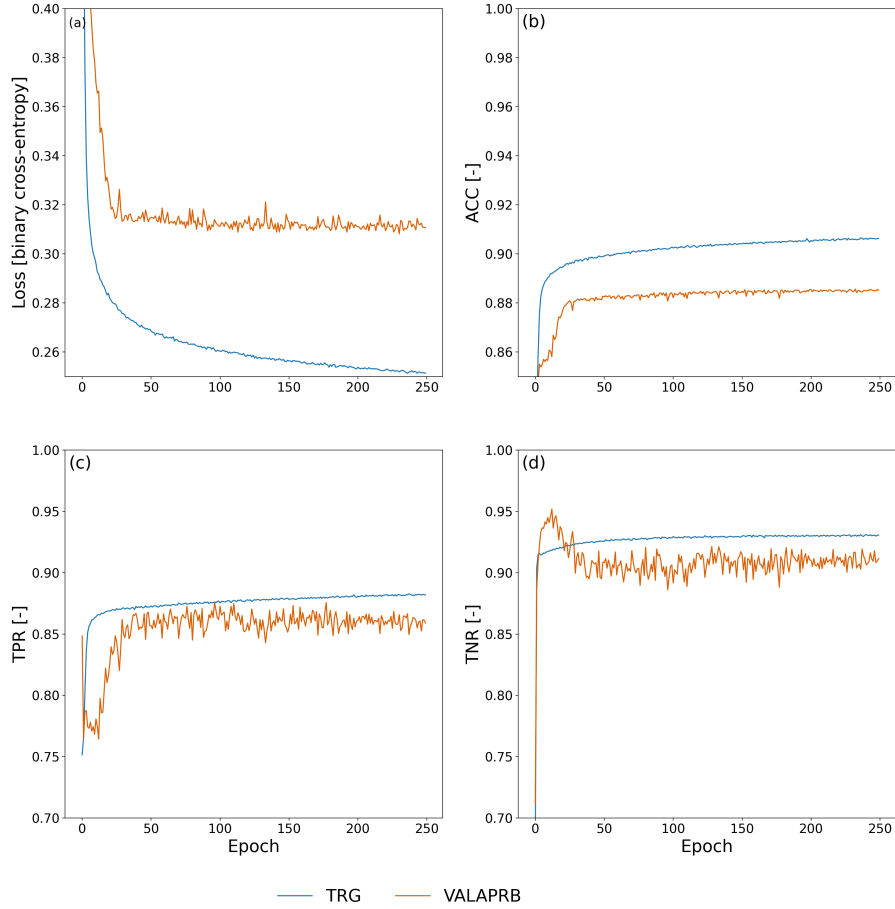 (a)
Loss [binary cross-entropy]
0.40
0.38
0.36
0.34
0.32
0.30
0.28
0.26
0 50 100 150 200 250
(b)
ACC [-]
1.00
0.98
0.96
0.94
0.92
0.90
0.88
0.86
0 50 100 150 200 250
(c)
TPR [-]
1.00
0.95
0.90
0.85
0.80
0.75
0.70
0 50 100 150 200 250
Epoch
(d)
TNR [-]
1.00
0.95
0.90
0.85
0.80
0.75
0.70
0 50 100 150 200 250
Epoch
TRG VALAPRB